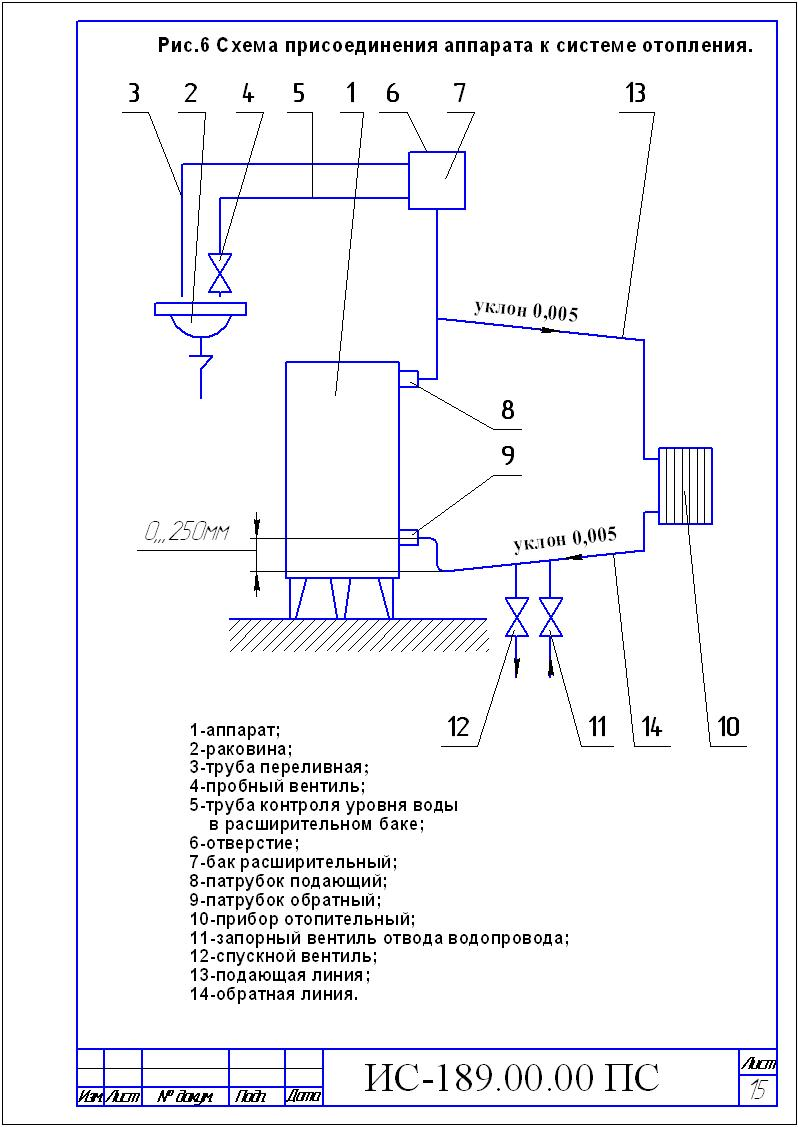 Рис.6 Схема присоединения аппарата к системе отопления.
3 2 4 5 1 6 7 13
уклон 0,005
8
9
0,,,250мм
уклон 0,005
12 11 14 10
1-аппарат;
2-раковина;
3-труба переливная;
4-пробный вентиль;
5-труба контроля уровня воды
в расширительном баке;
6-отверстие;
7-бак расширительный;
8-патрубок подающий;
9-патрубок обратный;
10-прибор отопительный;
11-запорный вентиль отвода водопровода;
12-спускной вентиль;
13-подающая линия;
14-обратная линия.
Изм Лист № докум. Подп. Дата
ИС-189.00.00 ПС
Лист
15